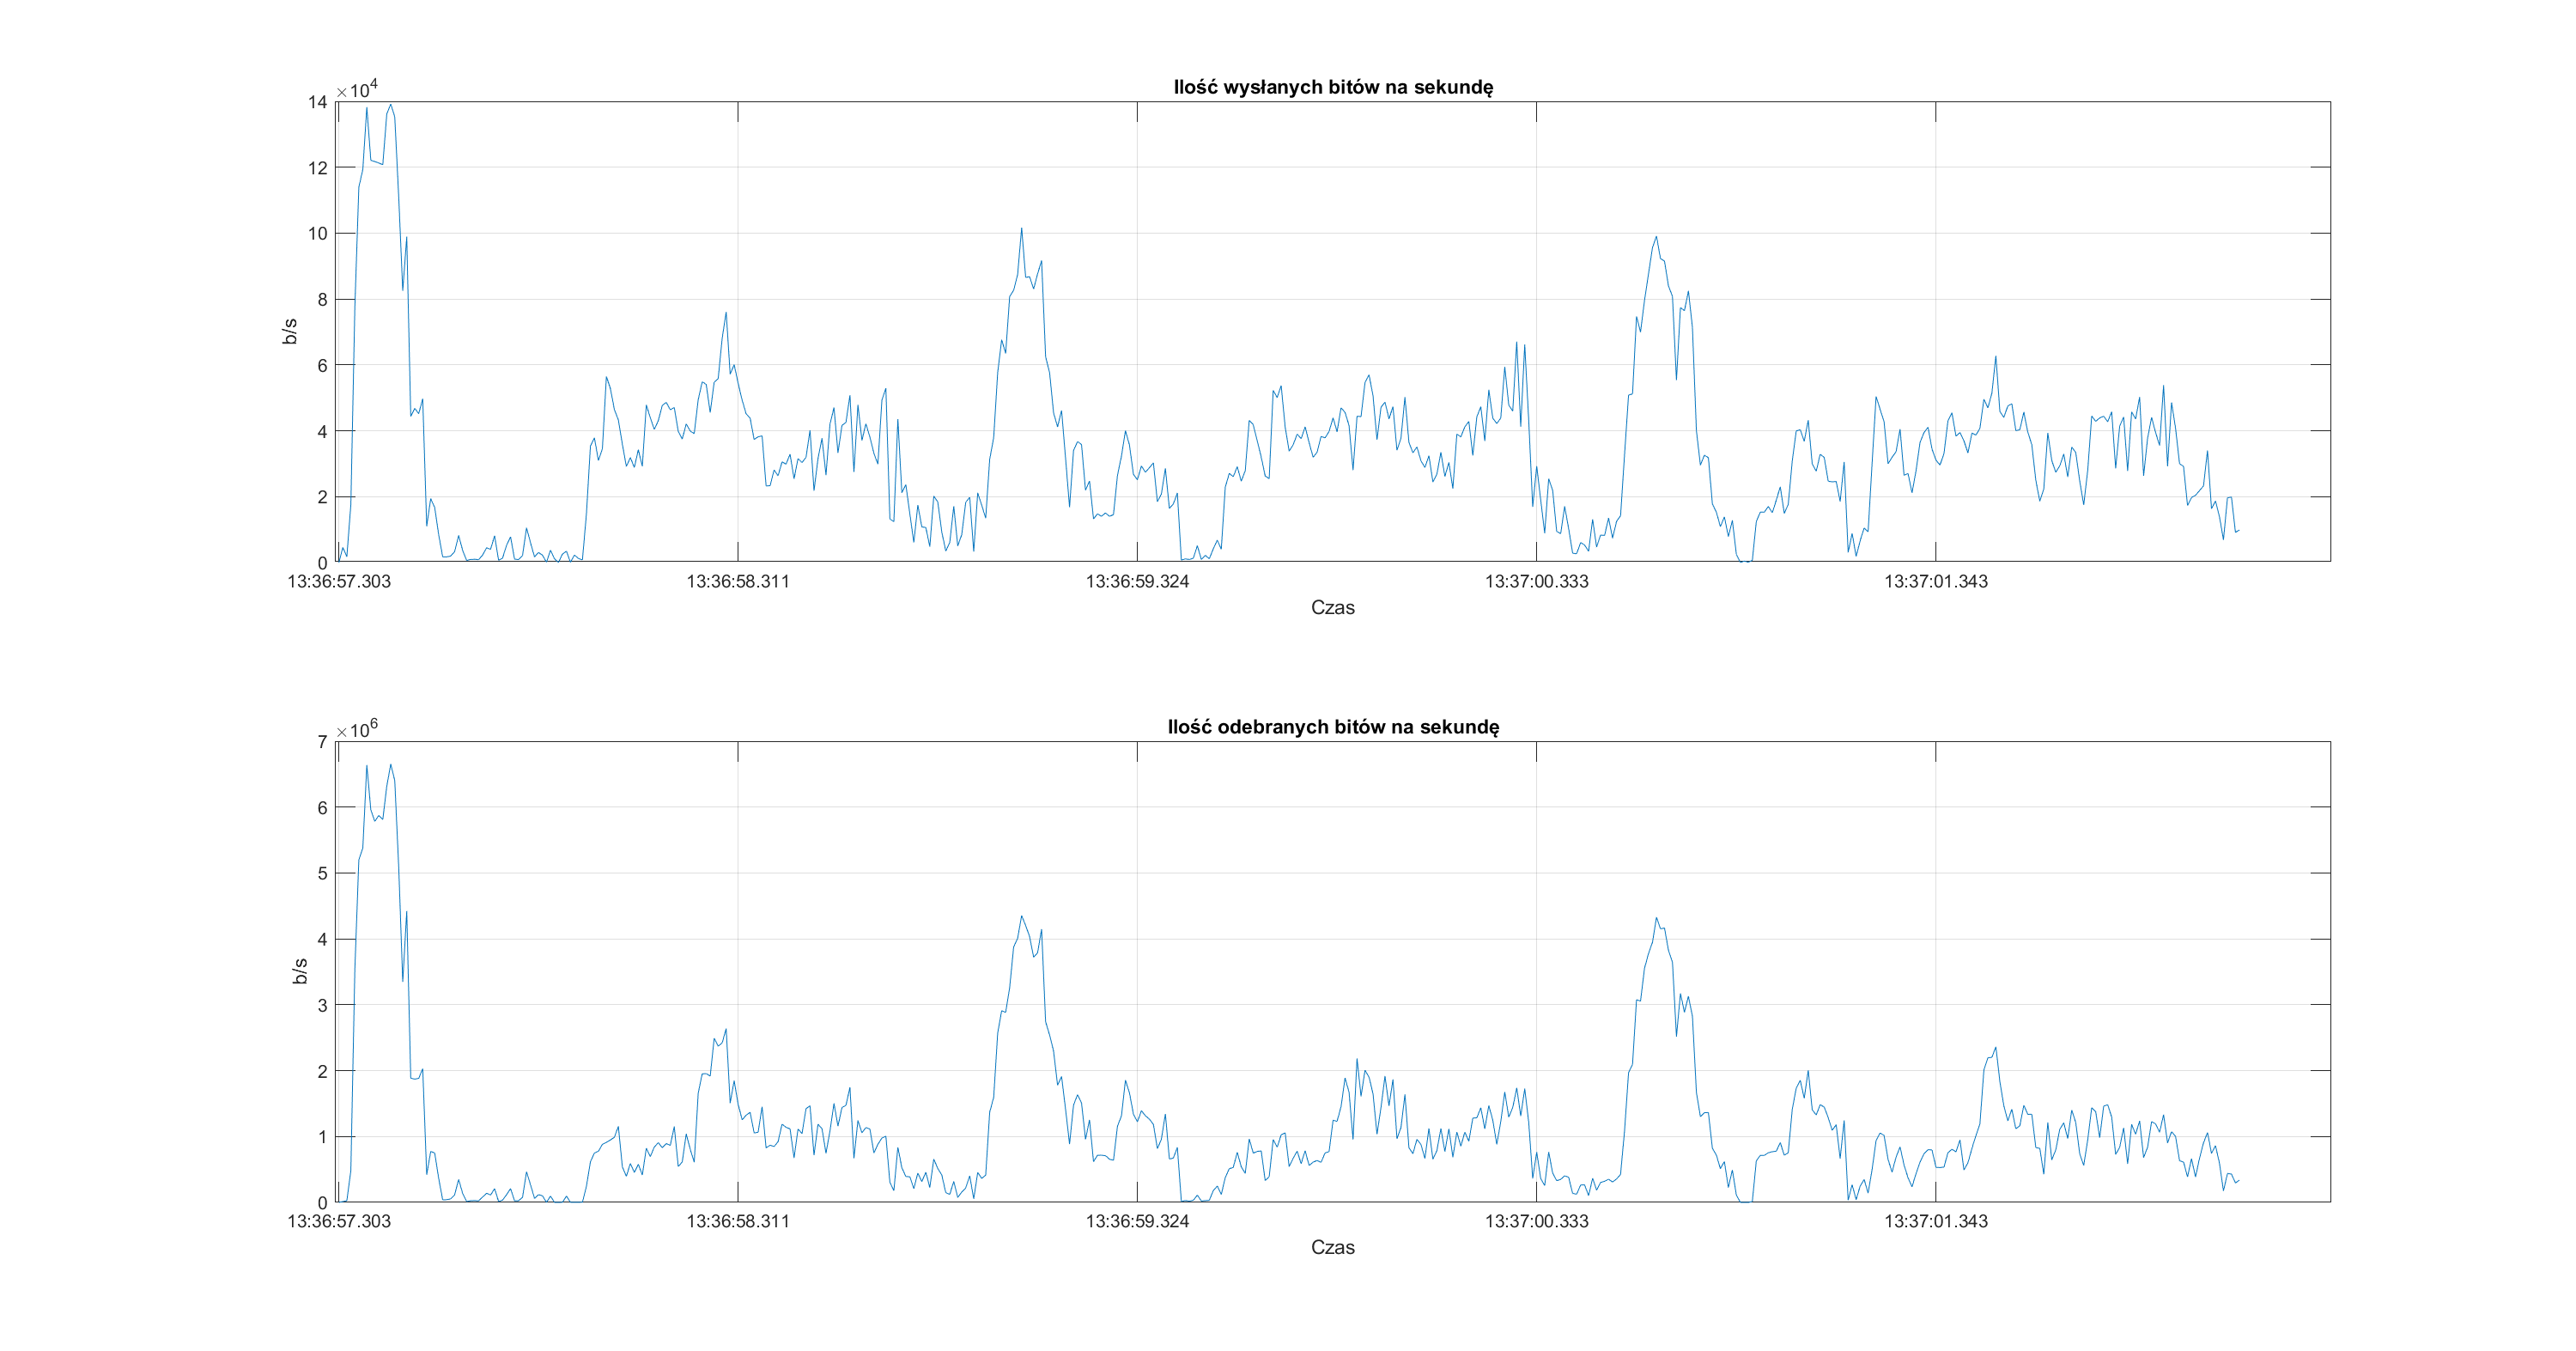 Ilość wysłanych bitów na sekundę
×10^4
14
12
10
8
6
4
2
0
b/s
13:36:57.303 13:36:58.311 13:36:59.324 13:37:00.333 13:37:01.343
Czas
Ilość odebranych bitów na sekundę
×10^6
7
6
5
4
3
2
1
0
b/s
13:36:57.303 13:36:58.311 13:36:59.324 13:37:00.333 13:37:01.343
Czas